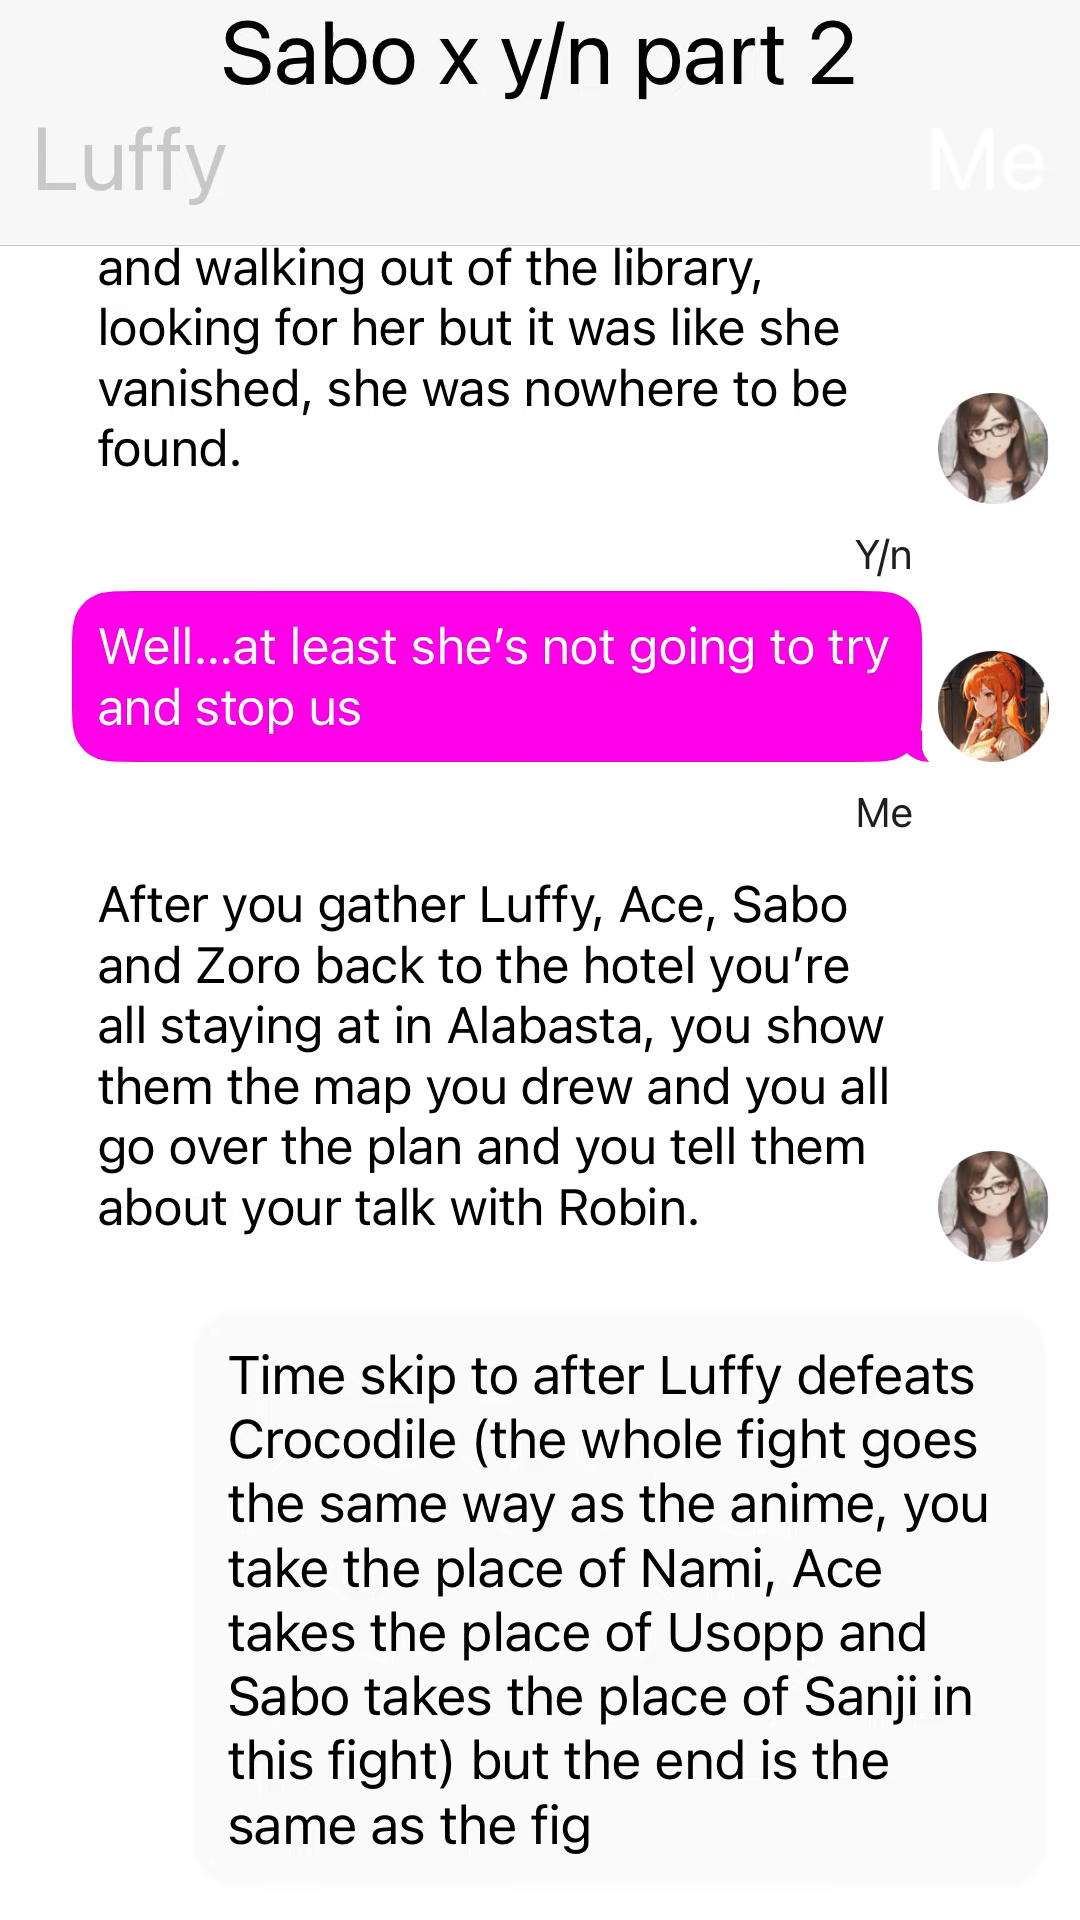 Sabo x y/n part 2
Luffy
Me
and walking out of the library,
looking for her but it was like she
vanished, she was nowhere to be
found.
Y/n
Well...at least she’s not going to try
and stop us
Me
After you gather Luffy, Ace, Sabo
and Zoro back to the hotel you’re
all staying at in Alabasta, you show
them the map you drew and you all
go over the plan and you tell them
about your talk with Robin.
Time skip to after Luffy defeats
Crocodile (the whole fight goes
the same way as the anime, you
take the place of Nami, Ace
takes the place of Usopp and
Sabo takes the place of Sanji in
this fight) but the end is the
same as the fig